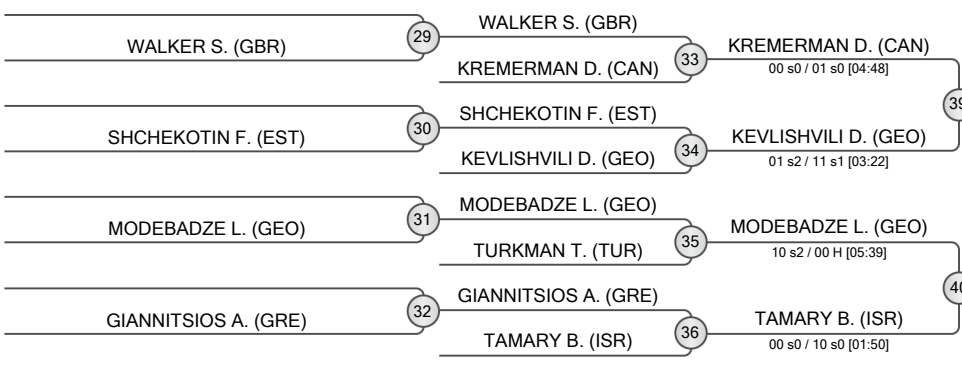 WALKER S. (GBR)
29
WALKER S. (GBR)
KREMERMAN D. (CAN)
33
KREMERMAN D. (CAN)
00 s0 / 01 s0 [04:48]
SHCHEKOTIN F. (EST)
30
SHCHEKOTIN F. (EST)
KEVLISHVILI D. (GEO)
34
KEVLISHVILI D. (GEO)
01 s2 / 11 s1 [03:22]
39
MODEBADZE L. (GEO)
31
MODEBADZE L. (GEO)
TURKMAN T. (TUR)
35
MODEBADZE L. (GEO)
10 s2 / 00 H [05:39]
GIANNITSIOS A. (GRE)
32
GIANNITSIOS A. (GRE)
TAMARY B. (ISR)
36
TAMARY B. (ISR)
00 s0 / 10 s0 [01:50]
40